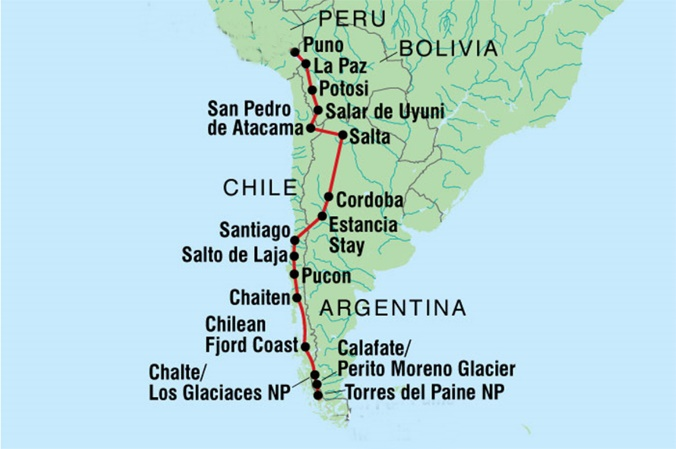 PERU
Puno
BOLIVIA
La Paz
Potosi
San Pedro
de Atacama
Salar de Uyuni
Salta
CHILE
Cordoba
Estancia
Stay
Santiago
Salto de Laja
Pucon
Chaiten
ARGENTINA
Chilean
Fjord Coast
Calafate/
Perito Moreno Glacier
Chalte/
Los Glaciaces NP
Torres del Paine NP